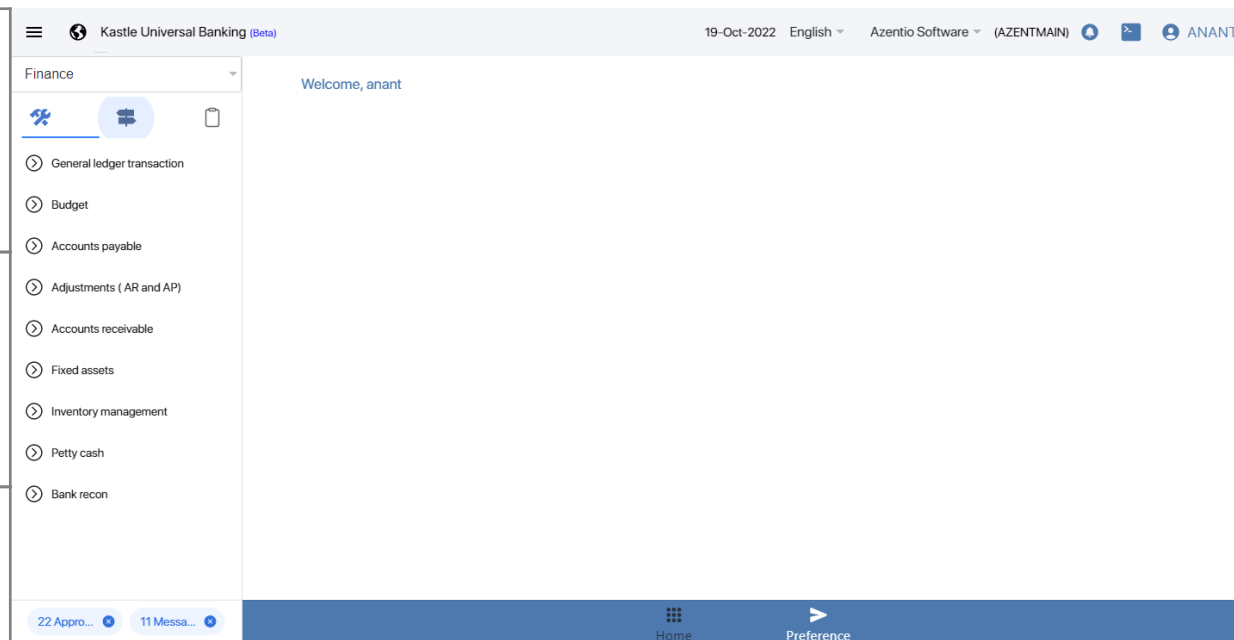 Kastle Universal Banking (Beta)
19-Oct-2022 English Azentio Software (AZENTMAIN) ANANT
Finance
Welcome, anant
General ledger transaction
Budget
Accounts payable
Adjustments ( AR and AP)
Accounts receivable
Fixed assets
Inventory management
Petty cash
Bank recon
22 Appro... 11 Messa...
Home
Preference